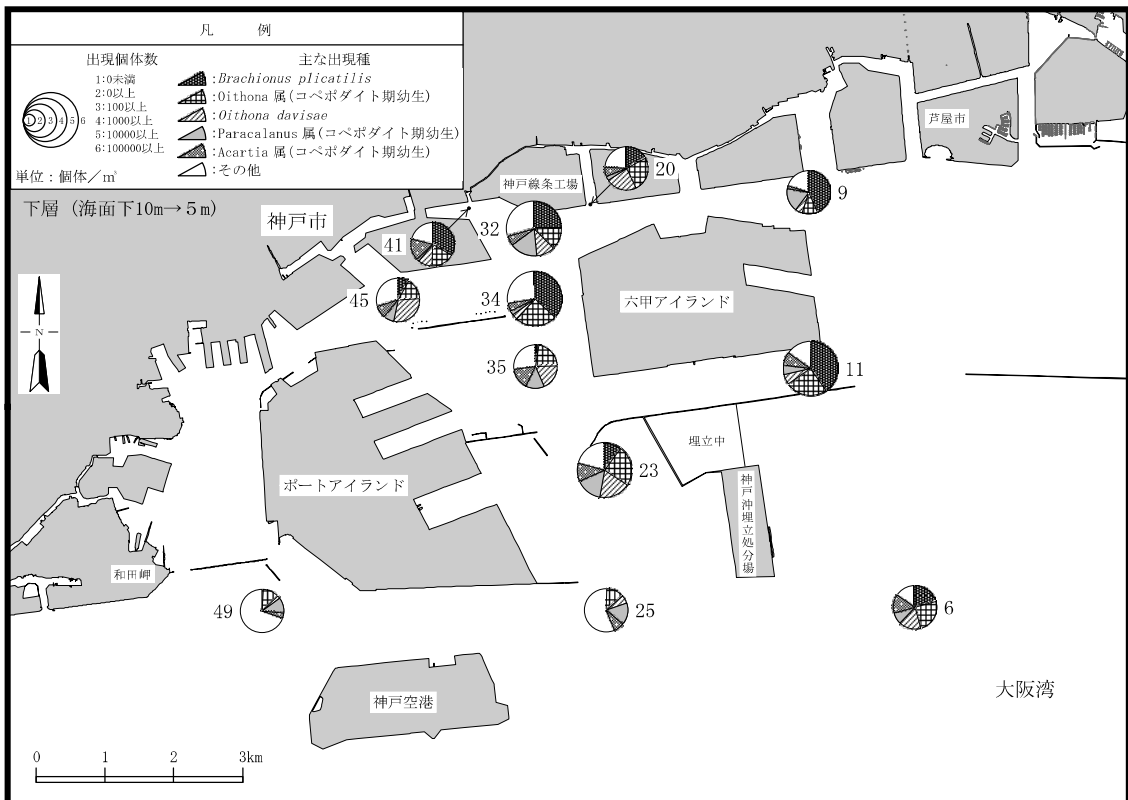 凡 例
出現個体数
1:0未満
2:0以上
3:100以上
4:1000以上
5:10000以上
6:100000以上
1 2 3 4 5 6
単位：個体／㎥
主な出現種
:Brachionus plicatilis
:Oithona 属(コペポダイト期幼生)
:Oithona davisae
:Paracalanus 属(コペポダイト期幼生)
:Acartia 属(コペポダイト期幼生)
:その他
下層 (海面下10m→５m)
神戸市
神戸線条工場
芦屋市
20
9
32
41
45
34
六甲アイランド
35
11
N
埋立中
23
ポートアイランド
神戸沖埋立処分場
和田岬
49
25
6
大阪湾
神戸空港
0 1 2 3km